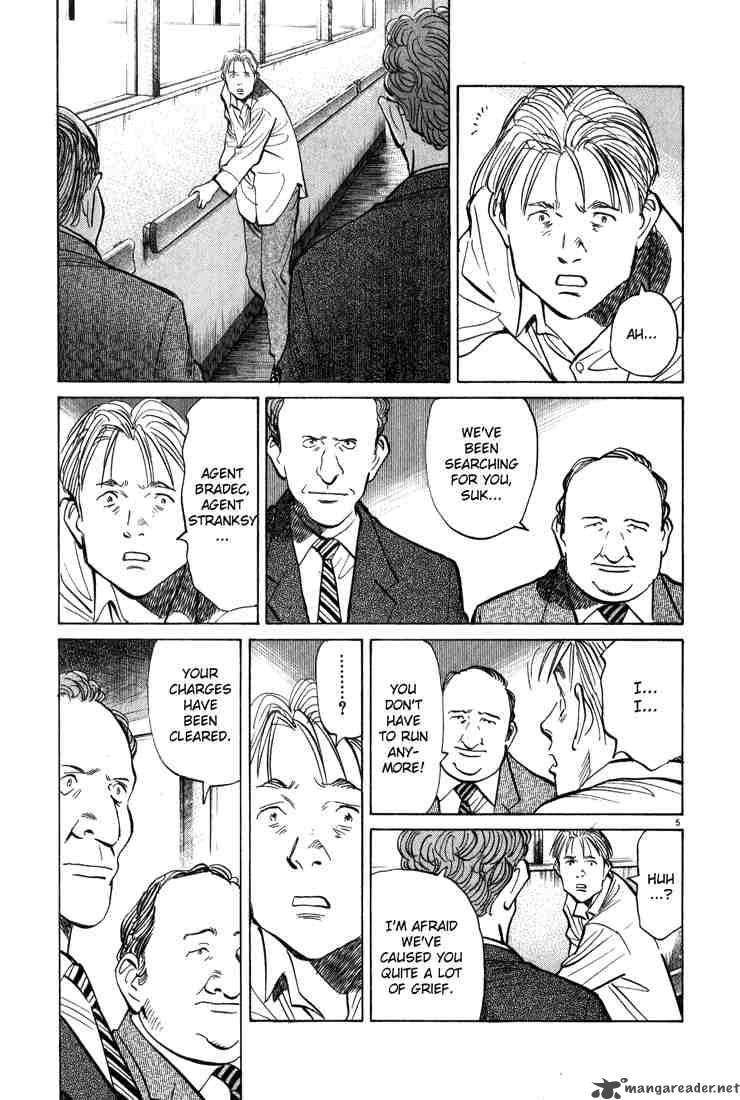 AH...
WE'VE
BEEN
SEARCHING
FOR YOU,
SUK...
AGENT
BRADEC,
AGENT
STRANKSY
...
I...
I...
YOU
DON'T
HAVE
TO RUN
ANY-
MORE!
5
HUH
...?
I'M AFRAID
WE'VE
CAUSED YOU
QUITE A LOT
OF GRIEF.
........?
YOUR
CHARGES
HAVE
BEEN
CLEARED.
mangareader.net